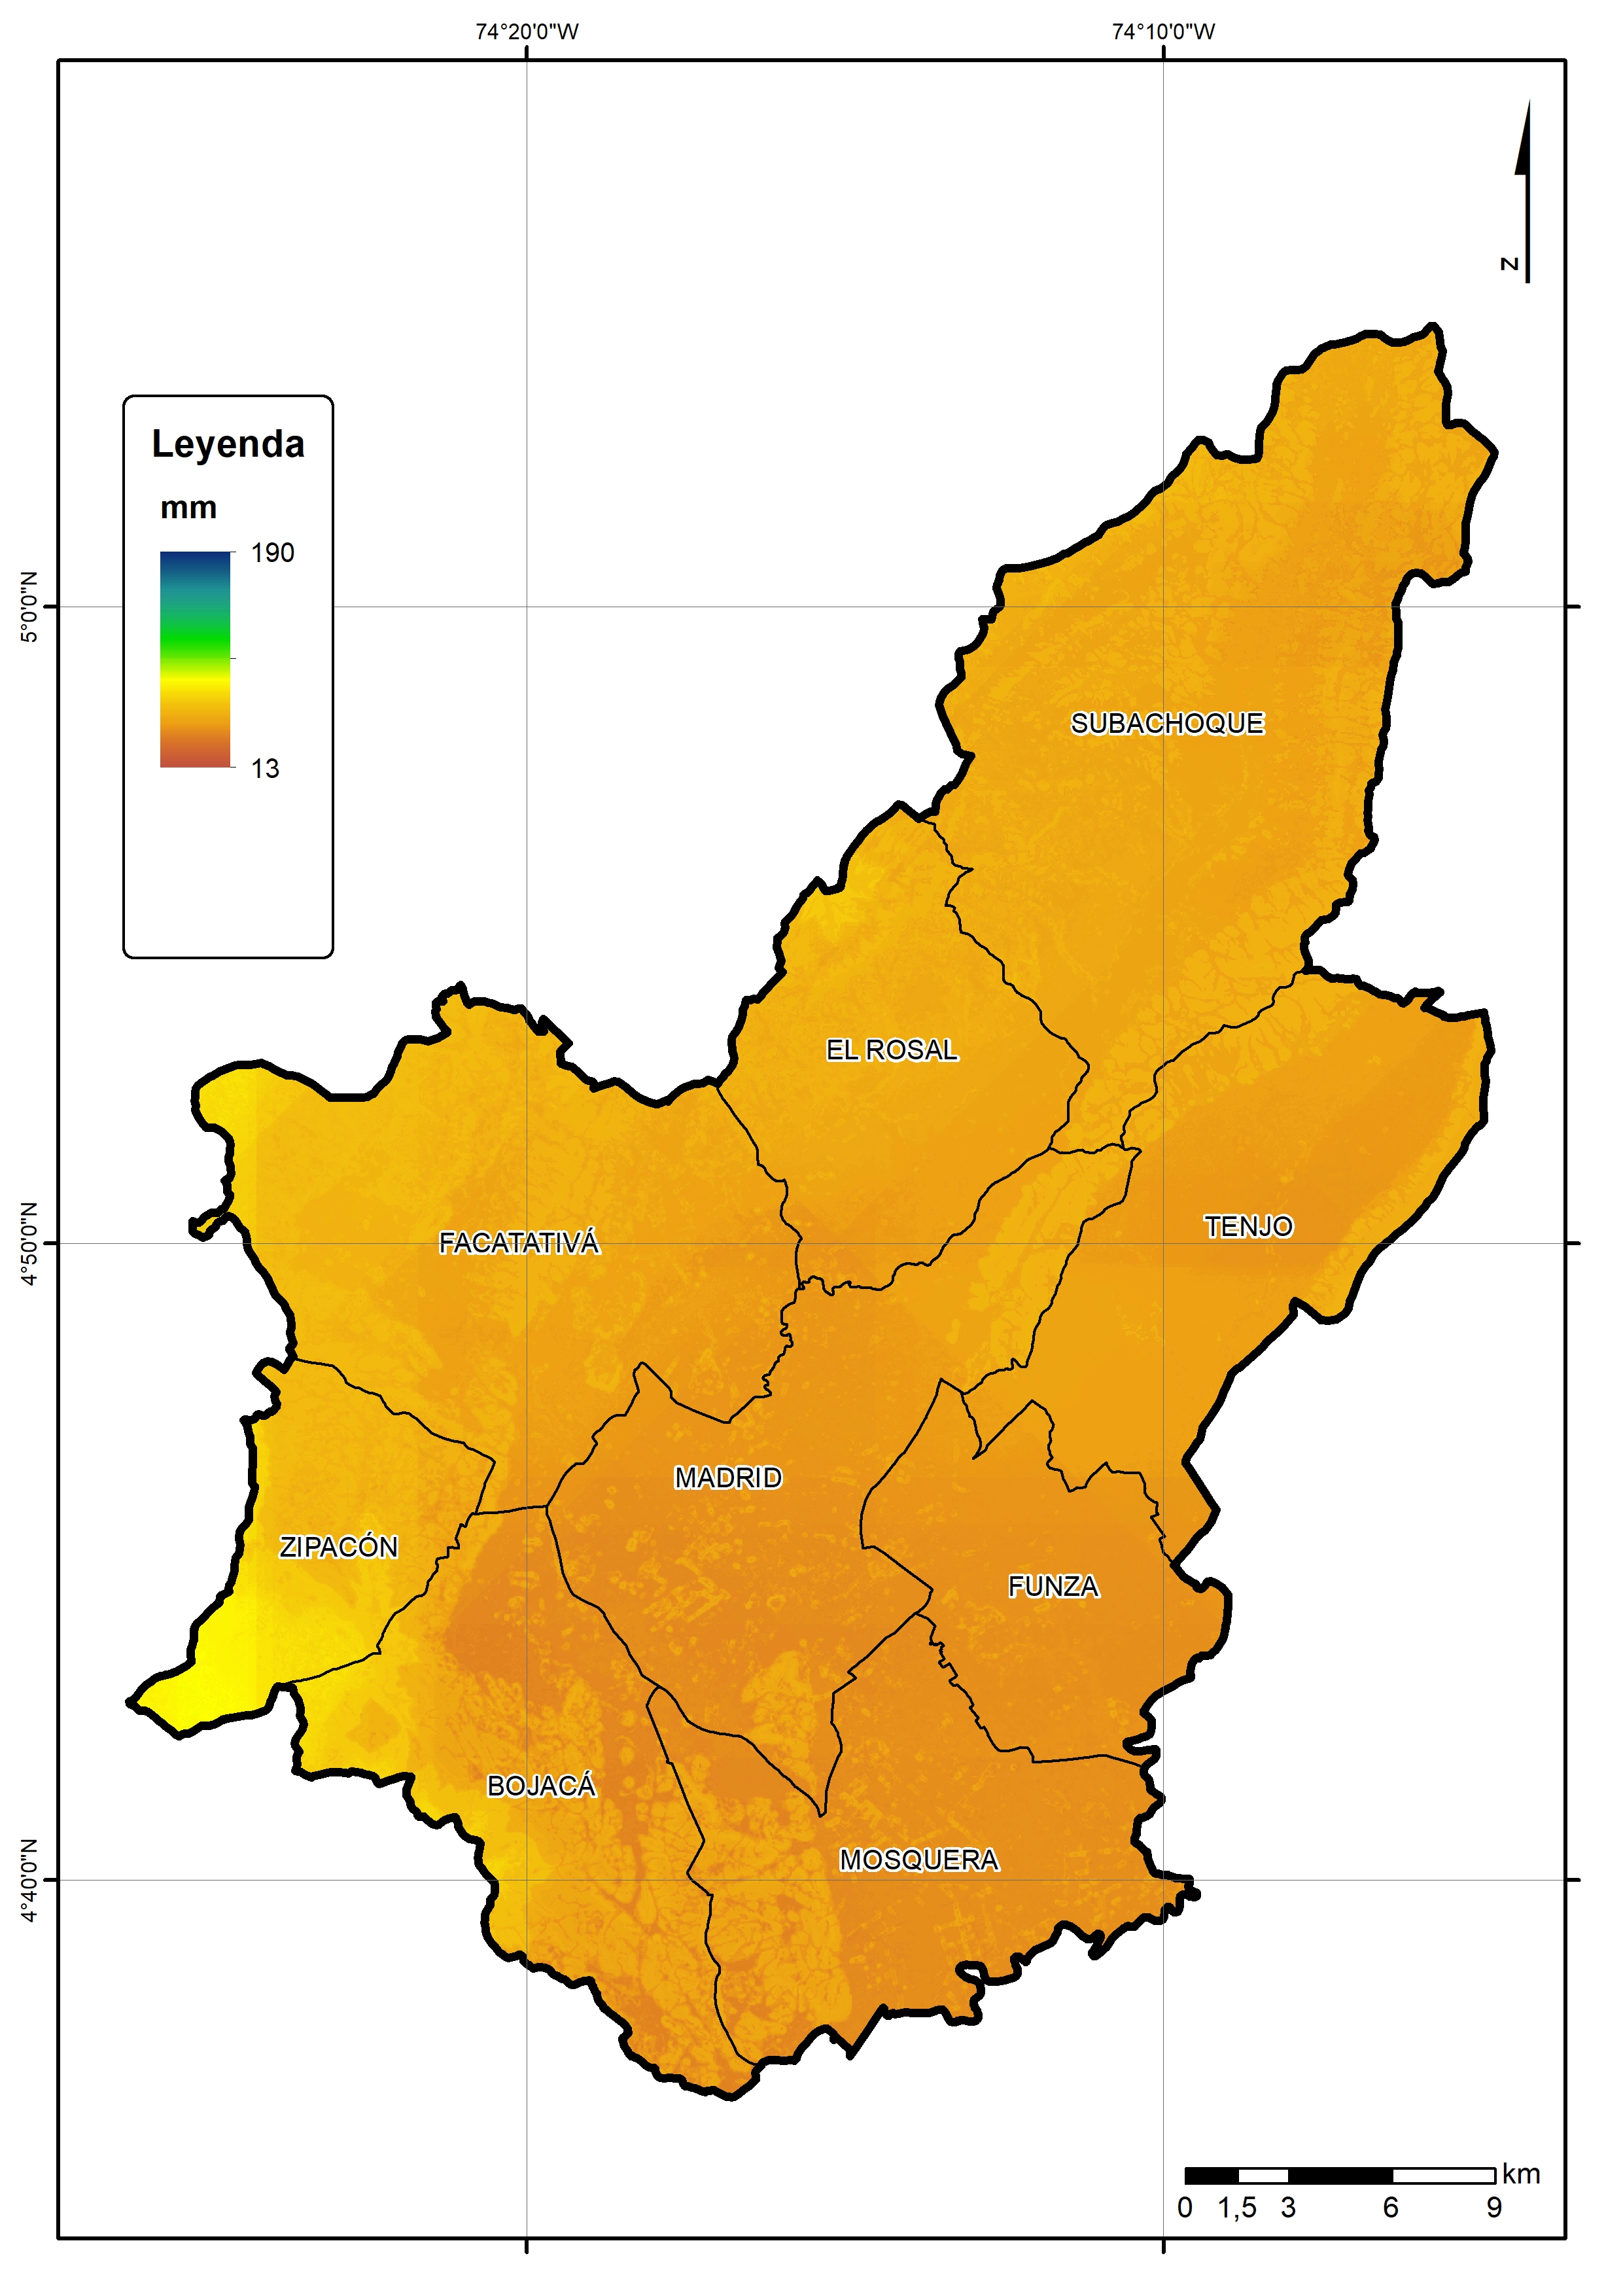 74°20'0"W
74°10'0"W
N
Leyenda
mm
190
13
5°0'0"N
SUBACHOQUE
EL ROSAL
4°50'0"N
FACATATIVÁ
TENJO
MADRID
ZIPACÓN
FUNZA
BOJACÁ
MOSQUERA
4°40'0"N
km
0 1,5 3 6 9